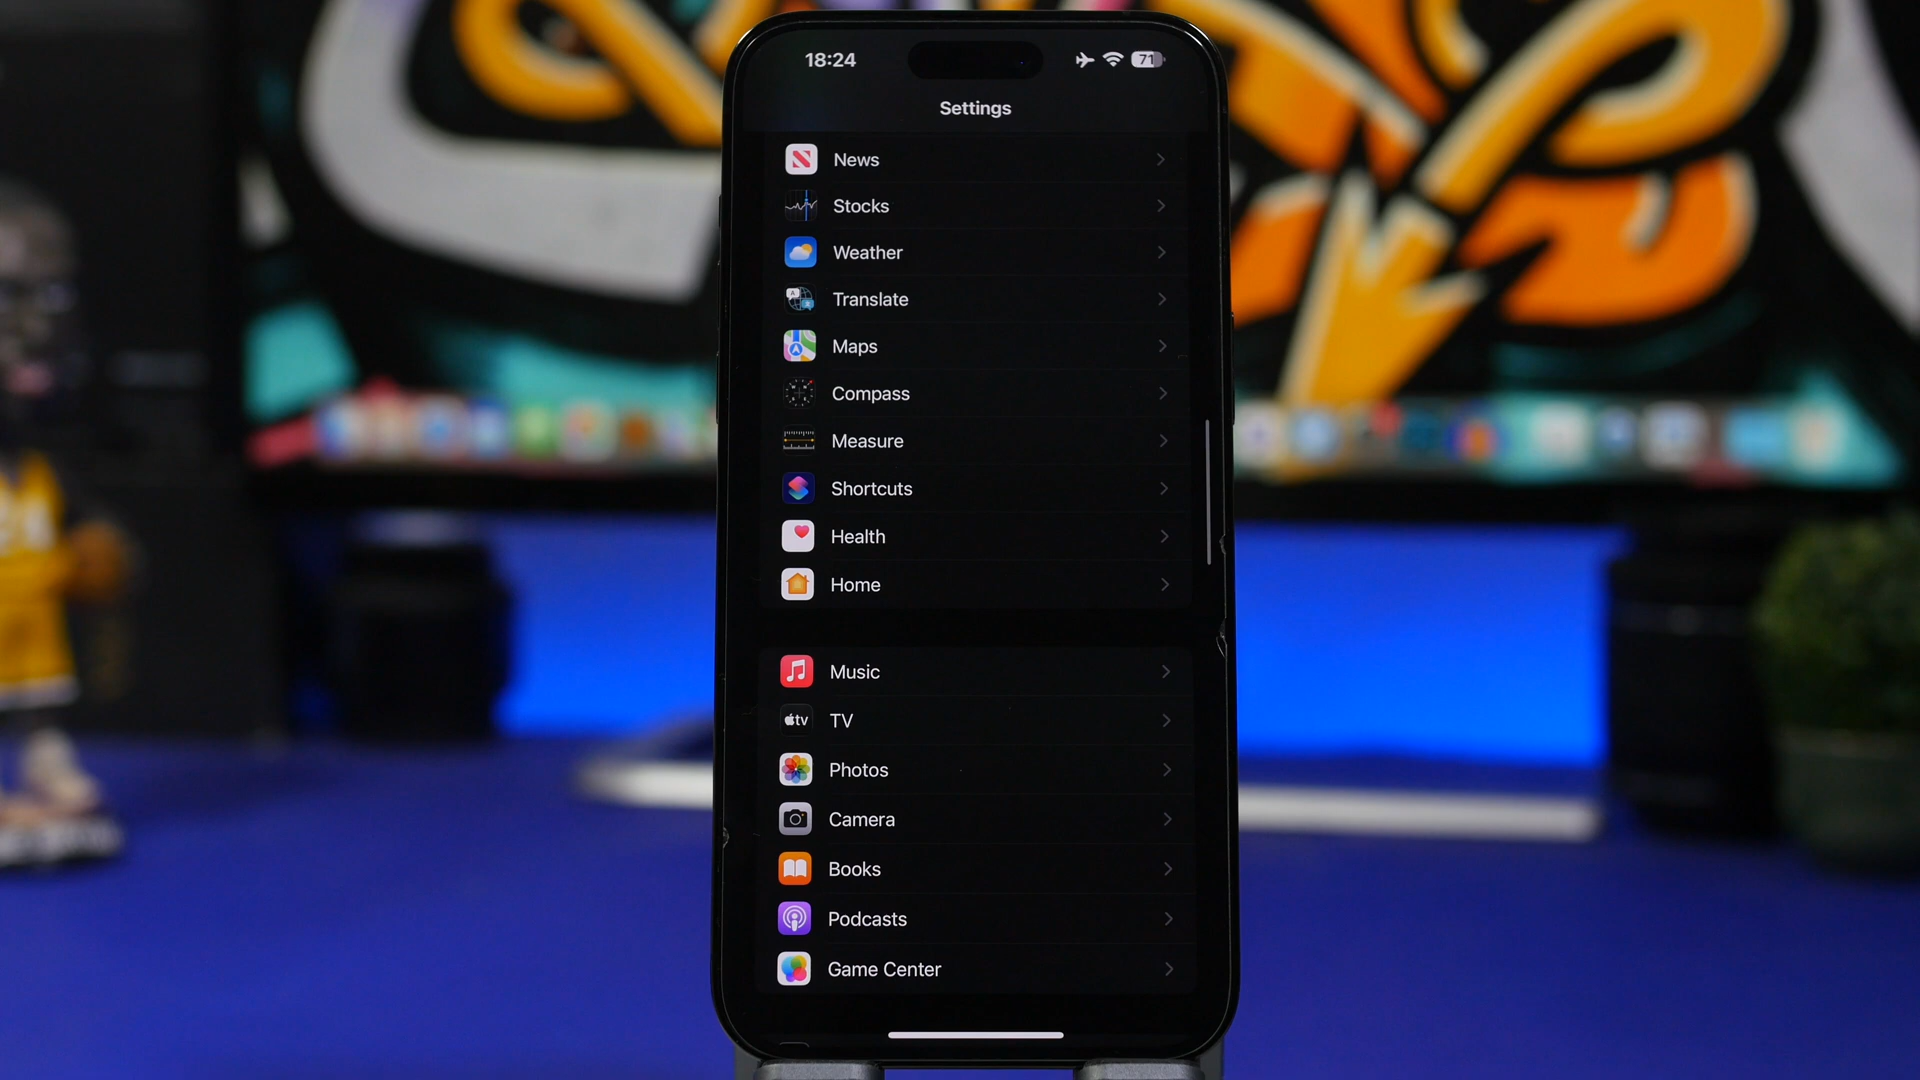 18:24
71
Settings
News
Stocks
Weather
Translate
Maps
Compass
Measure
Shortcuts
Health
Home
Music
tv
TV
Photos
Camera
Books
Podcasts
Game Center